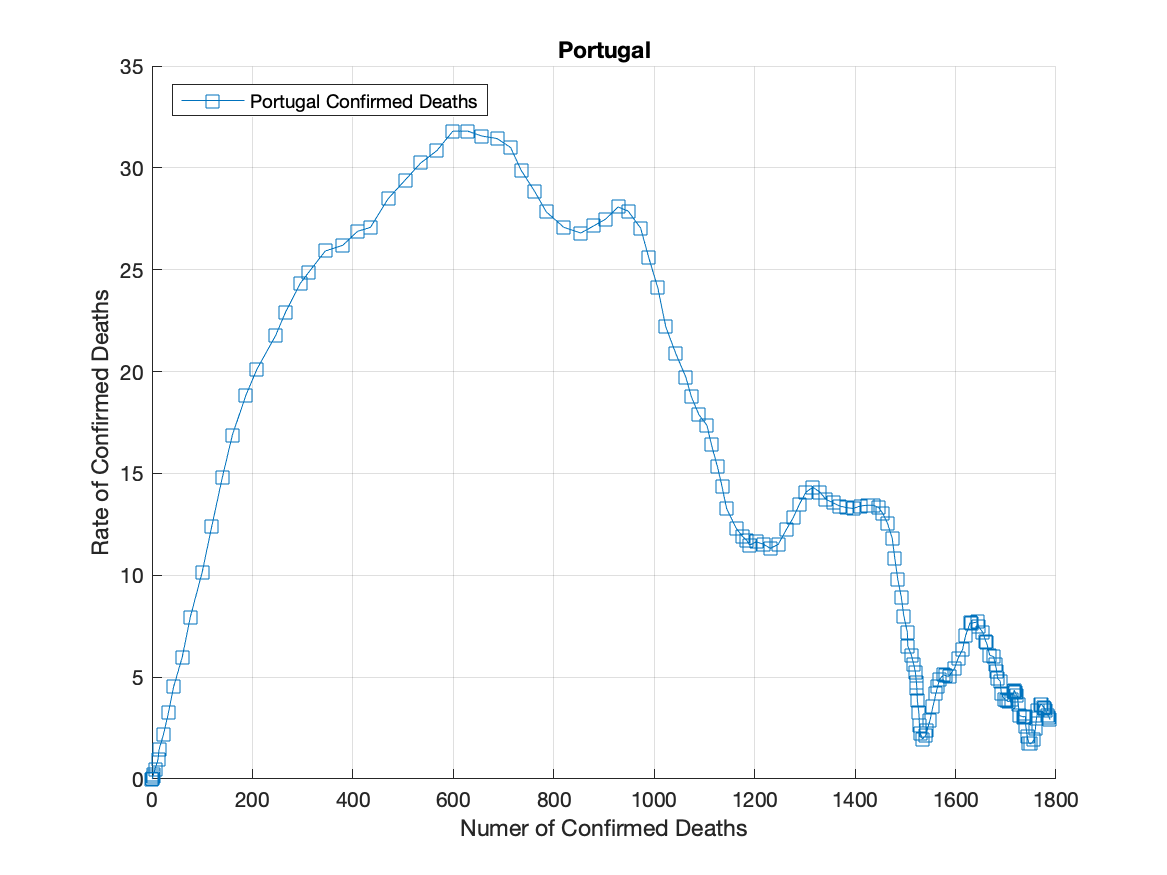 Portugal
Portugal Confirmed Deaths
35
30
25
20
15
10
5
0
Rate of Confirmed Deaths
0 200 400 600 800 1000 1200 1400 1600 1800
Numer of Confirmed Deaths